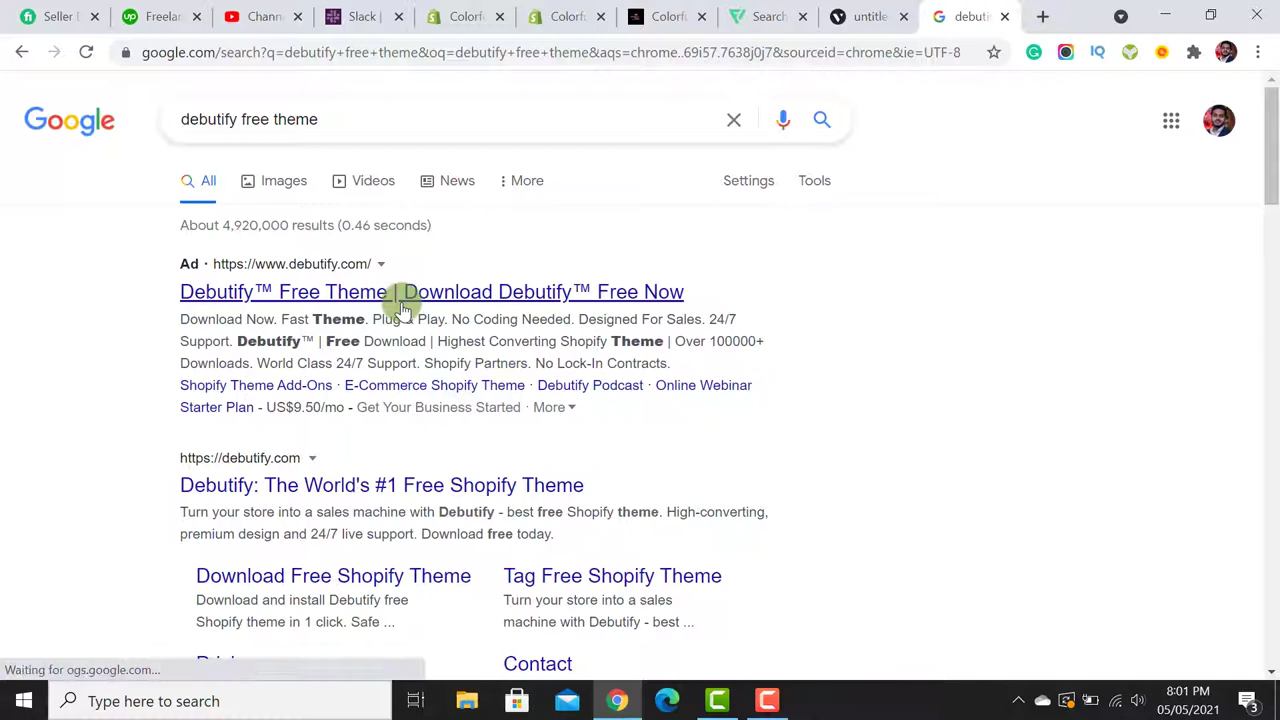 Seller D
Freelan
Channe
Slag
Colorfu
Colorfu
Colorfu
Search
untitle
debuti
google.com/search?q=debutify+free+theme&oq=debutify+free+theme&aqs=chrome..69i57.7638j0j7&sourceid=chrome&ie=UTF-8
Google
debutify free theme
All Images Videos News More Settings Tools
About 4,920,000 results (0.46 seconds)
Ad · https://www.debutify.com/
Debutify™ Free Theme | Download Debutify™ Free Now
Download Now. Fast Theme. Plug & Play. No Coding Needed. Designed For Sales. 24/7
Support. Debutify™ | Free Download | Highest Converting Shopify Theme | Over 100000+
Downloads. World Class 24/7 Support. Shopify Partners. No Lock-In Contracts.
Shopify Theme Add-Ons · E-Commerce Shopify Theme · Debutify Podcast · Online Webinar
Starter Plan - US$9.50/mo - Get Your Business Started · More
https://debutify.com
Debutify: The World's #1 Free Shopify Theme
Turn your store into a sales machine with Debutify - best free Shopify theme. High-converting,
premium design and 24/7 live support. Download free today.
Download Free Shopify Theme
Download and install Debutify free
Shopify theme in 1 click. Safe ...
Tag Free Shopify Theme
Turn your store into a sales
machine with Debutify - best ...
Contact
Waiting for ogs.google.com...
Type here to search
8:01 PM
05/05/2021
3